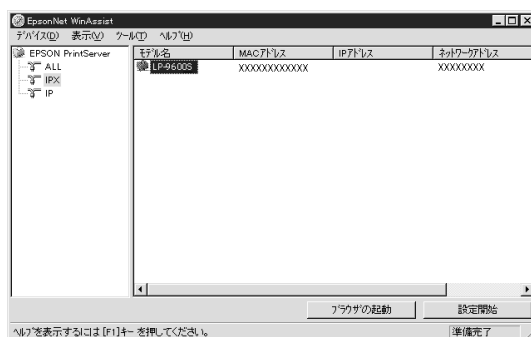 EpsonNet WinAssist
ﾃﾞﾊﾞｲｽ(D) 表示(V) ﾂｰﾙ(T) ﾍﾙﾌﾟ(H)
EPSON PrintServer
ALL
IPX
IP
ﾓﾃﾞﾙ名 MACｱﾄﾞﾚｽ IPｱﾄﾞﾚｽ ﾈｯﾄﾜｰｸｱﾄﾞﾚｽ
LP-9600S XXXXXXXXXXXX XXXXXXXX
ﾌﾞﾗｳｻﾞの起動 設定開始
ﾍﾙﾌﾟを表示するには [F1]ｷｰ を押してください。 準備完了